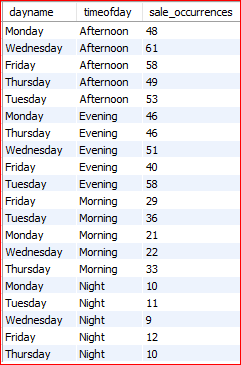 dayname timeofday sale_occurrences
Monday Afternoon 48
Wednesday Afternoon 61
Friday Afternoon 58
Thursday Afternoon 49
Tuesday Afternoon 53
Monday Evening 46
Thursday Evening 46
Wednesday Evening 51
Friday Evening 40
Tuesday Evening 58
Friday Morning 29
Tuesday Morning 36
Monday Morning 21
Wednesday Morning 22
Thursday Morning 33
Monday Night 10
Tuesday Night 11
Wednesday Night 9
Friday Night 12
Thursday Night 10